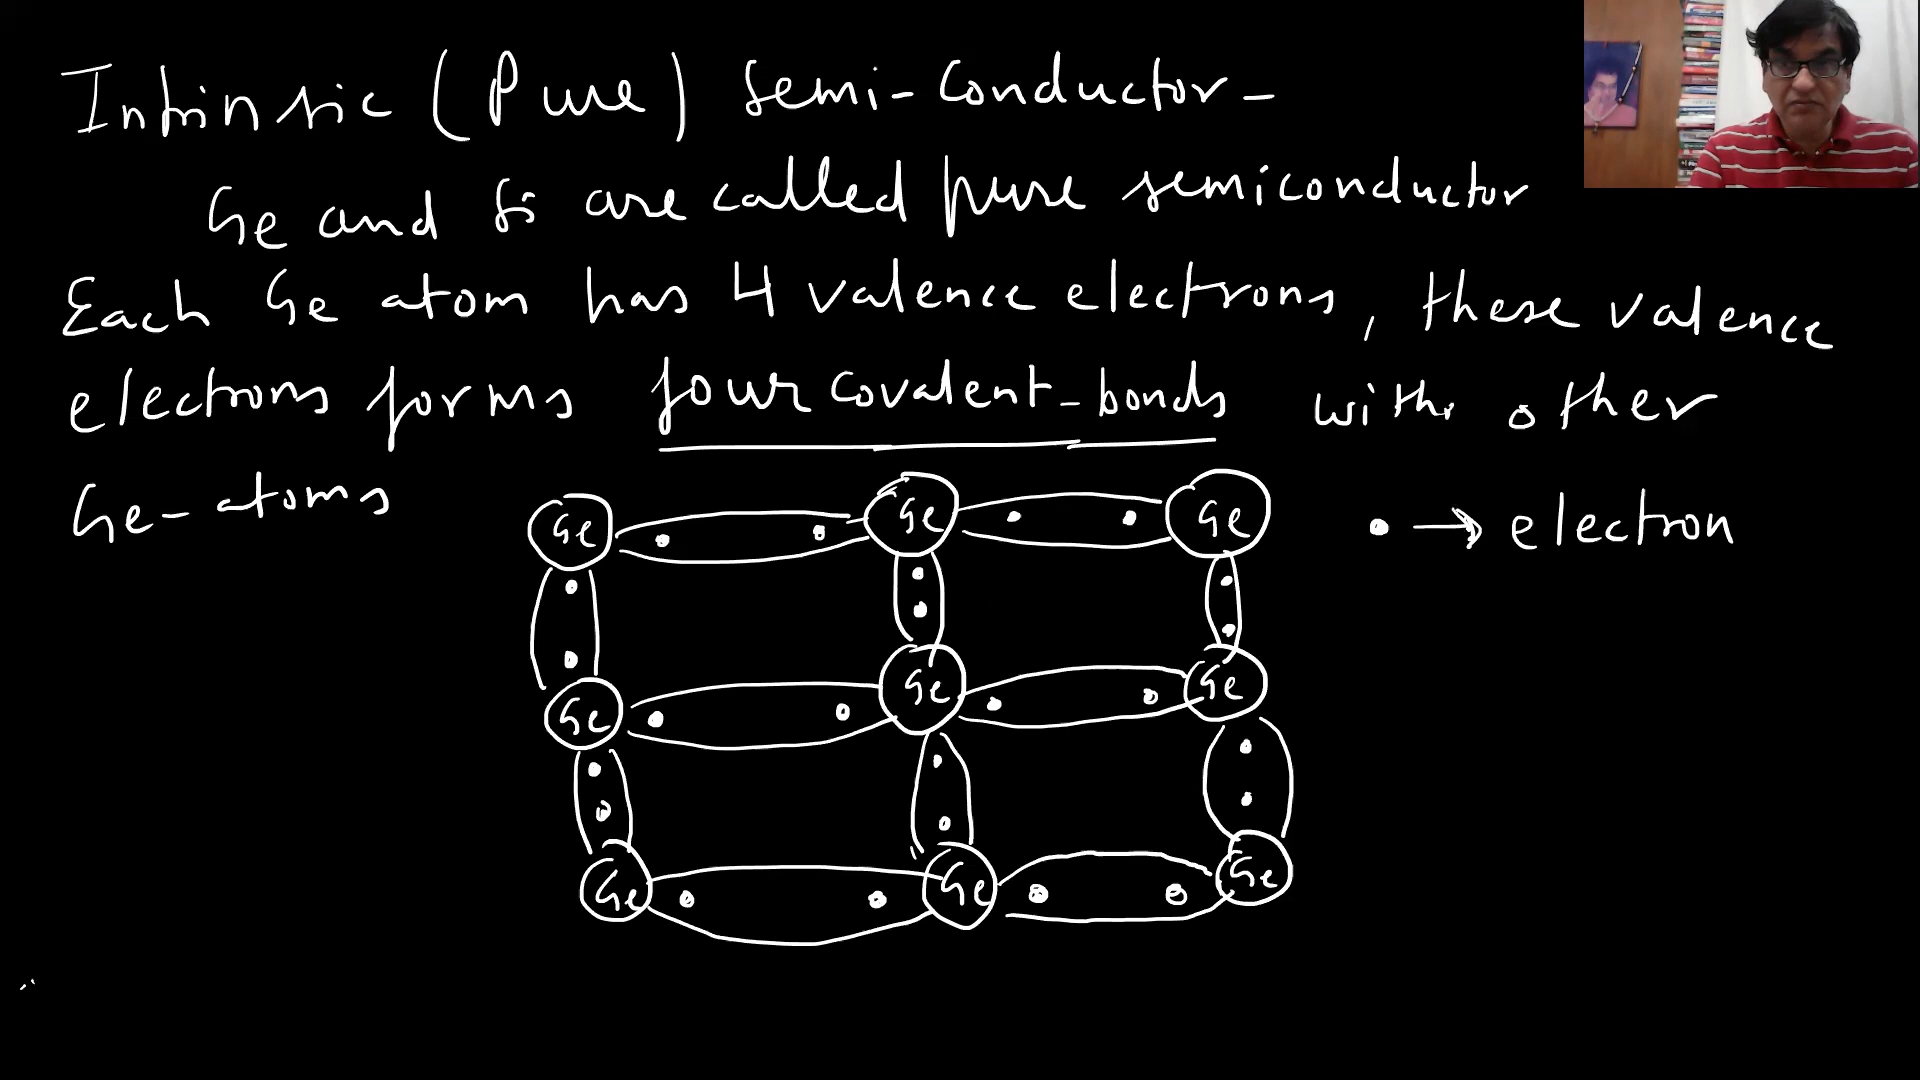 Intrinsic (Pure) semi-conductor-
Ge and Si are called pure semiconductor
Each Ge atom has 4 valence electrons, these valence
electrons forms four covalent-bonds with other
Ge-atoms
Ge Ge Ge
• → electron
Ge Ge Ge
Ge Ge Ge